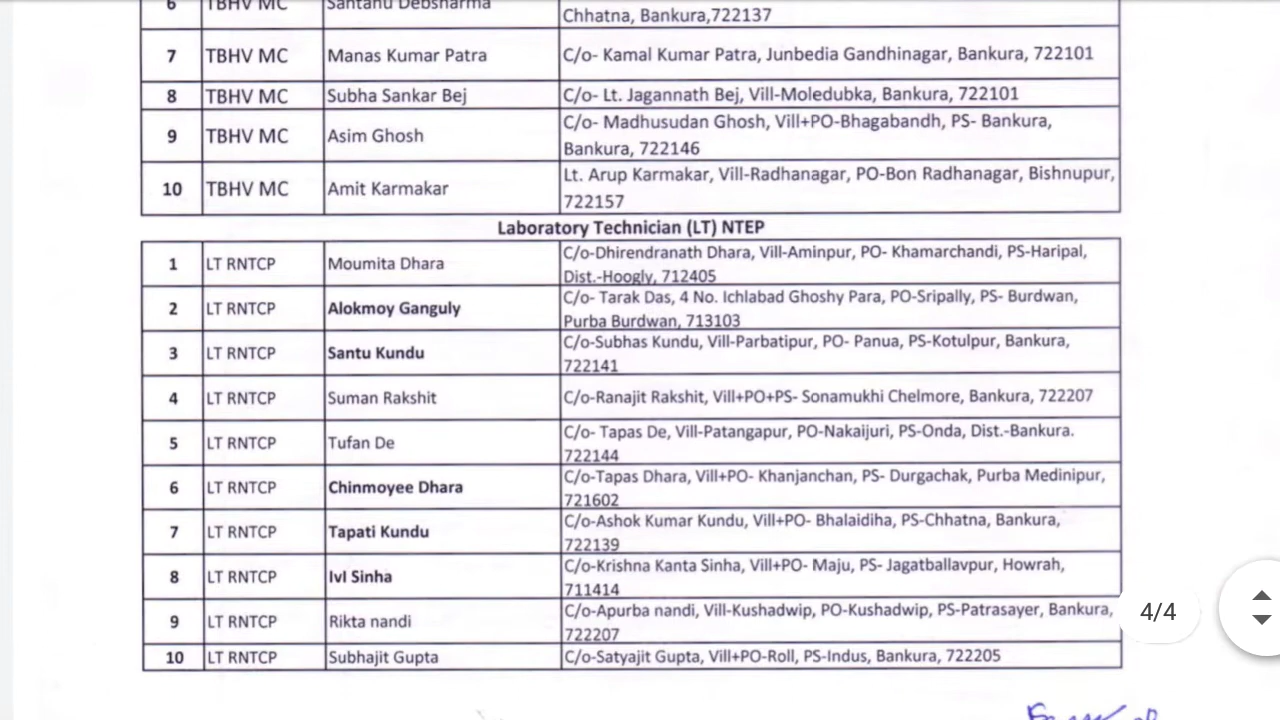 6 TBHV MC Santanu Debsharma
Chhatna, Bankura,722137
7 TBHV MC Manas Kumar Patra C/o- Kamal Kumar Patra, Junbedia Gandhinagar, Bankura, 722101
8 TBHV MC Subha Sankar Bej C/o- Lt. Jagannath Bej, Vill-Moledubka, Bankura, 722101
9 TBHV MC Asim Ghosh C/o- Madhusudan Ghosh, Vill+PO-Bhagabandh, PS- Bankura,
Bankura, 722146
10 TBHV MC Amit Karmakar Lt. Arup Karmakar, Vill-Radhanagar, PO-Bon Radhanagar, Bishnupur,
722157
Laboratory Technician (LT) NTEP
1 LT RNTCP Moumita Dhara C/o-Dhirendranath Dhara, Vill-Aminpur, PO- Khamarchandi, PS-Haripal,
Dist.-Hoogly, 712405
2 LT RNTCP Alokmoy Ganguly C/o- Tarak Das, 4 No. Ichlabad Ghoshy Para, PO-Sripally, PS- Burdwan,
Purba Burdwan, 713103
3 LT RNTCP Santu Kundu C/o-Subhas Kundu, Vill-Parbatipur, PO- Panua, PS-Kotulpur, Bankura,
722141
4 LT RNTCP Suman Rakshit C/o-Ranajit Rakshit, Vill+PO+PS- Sonamukhi Chelmore, Bankura, 722207
5 LT RNTCP Tufan De C/o- Tapas De, Vill-Patangapur, PO-Nakaijuri, PS-Onda, Dist.-Bankura.
722144
6 LT RNTCP Chinmoyee Dhara C/o-Tapas Dhara, Vill+PO- Khanjanchan, PS- Durgachak, Purba Medinipur,
721602
7 LT RNTCP Tapati Kundu C/o-Ashok Kumar Kundu, Vill+PO- Bhalaidiha, PS-Chhatna, Bankura,
722139
8 LT RNTCP Ivl Sinha C/o-Krishna Kanta Sinha, Vill+PO- Maju, PS- Jagatballavpur, Howrah,
711414
9 LT RNTCP Rikta nandi C/o-Apurba nandi, Vill-Kushadwip, PO-Kushadwip, PS-Patrasayer, Bankura,
722207
10 LT RNTCP Subhajit Gupta C/o-Satyajit Gupta, Vill+PO-Roll, PS-Indus, Bankura, 722205
4/4